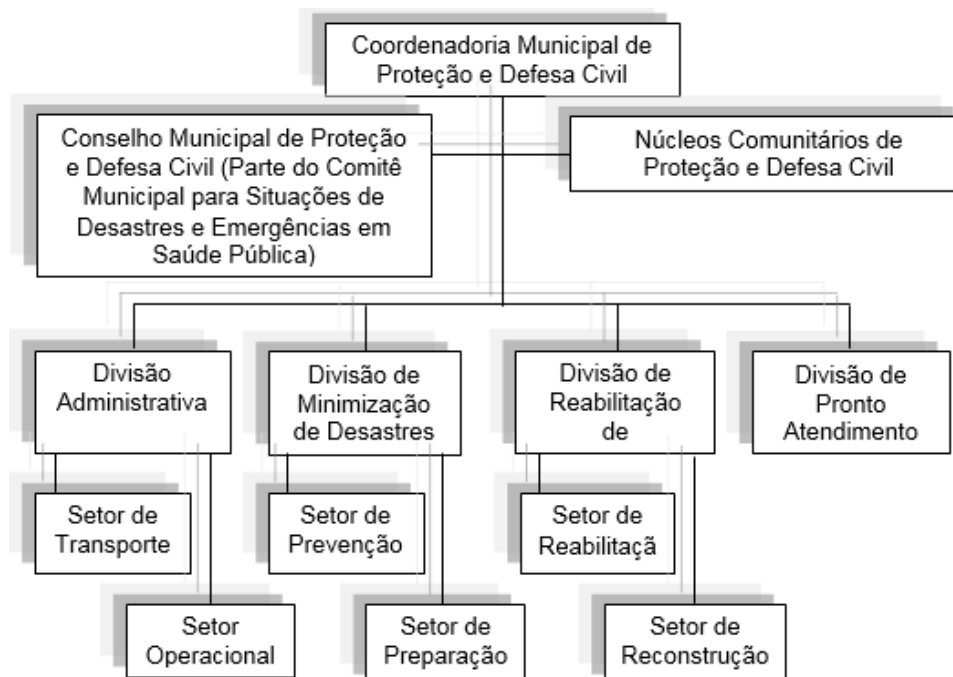 Coordenadoria Municipal de
Proteção e Defesa Civil
Conselho Municipal de Proteção
e Defesa Civil (Parte do Comitê
Municipal para Situações de
Desastres e Emergências em
Saúde Pública)
Núcleos Comunitários de
Proteção e Defesa Civil
Divisão
Administrativa
Divisão de
Minimização
de Desastres
Divisão de
Reabilitação
de
Divisão de
Pronto
Atendimento
Setor de
Transporte
Setor de
Prevenção
Setor de
Reabilitaçã
Setor
Operacional
Setor de
Preparação
Setor de
Reconstrução